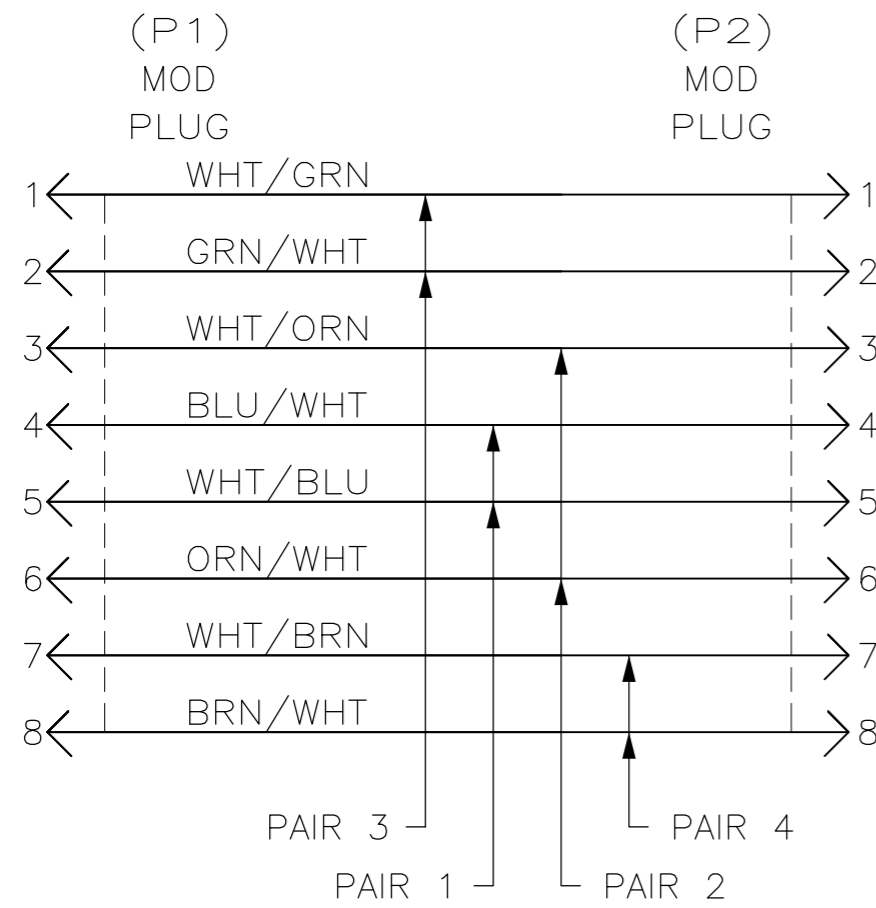 (P1) (P2)
MOD MOD
PLUG PLUG
1 WHT/GRN 1
2 GRN/WHT 2
3 WHT/ORN 3
4 BLU/WHT 4
5 WHT/BLU 5
6 ORN/WHT 6
7 WHT/BRN 7
8 BRN/WHT 8
PAIR 3 PAIR 4
PAIR 1 PAIR 2